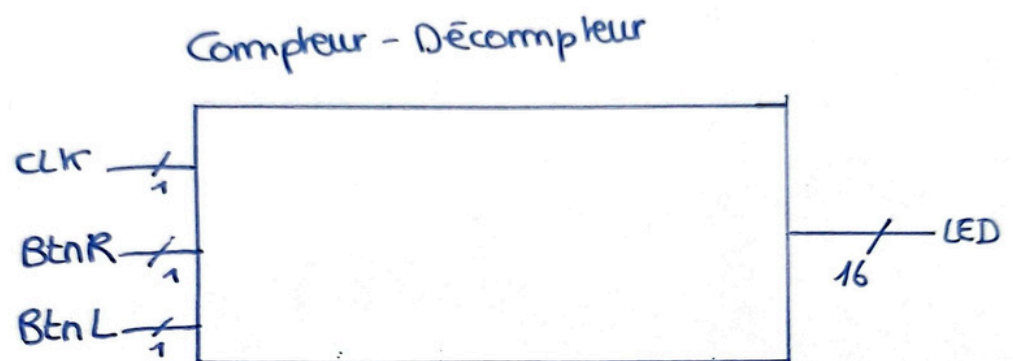 Compteur - Décompteur
CLK
1
BtnR
1
BtnL
1
LED
16